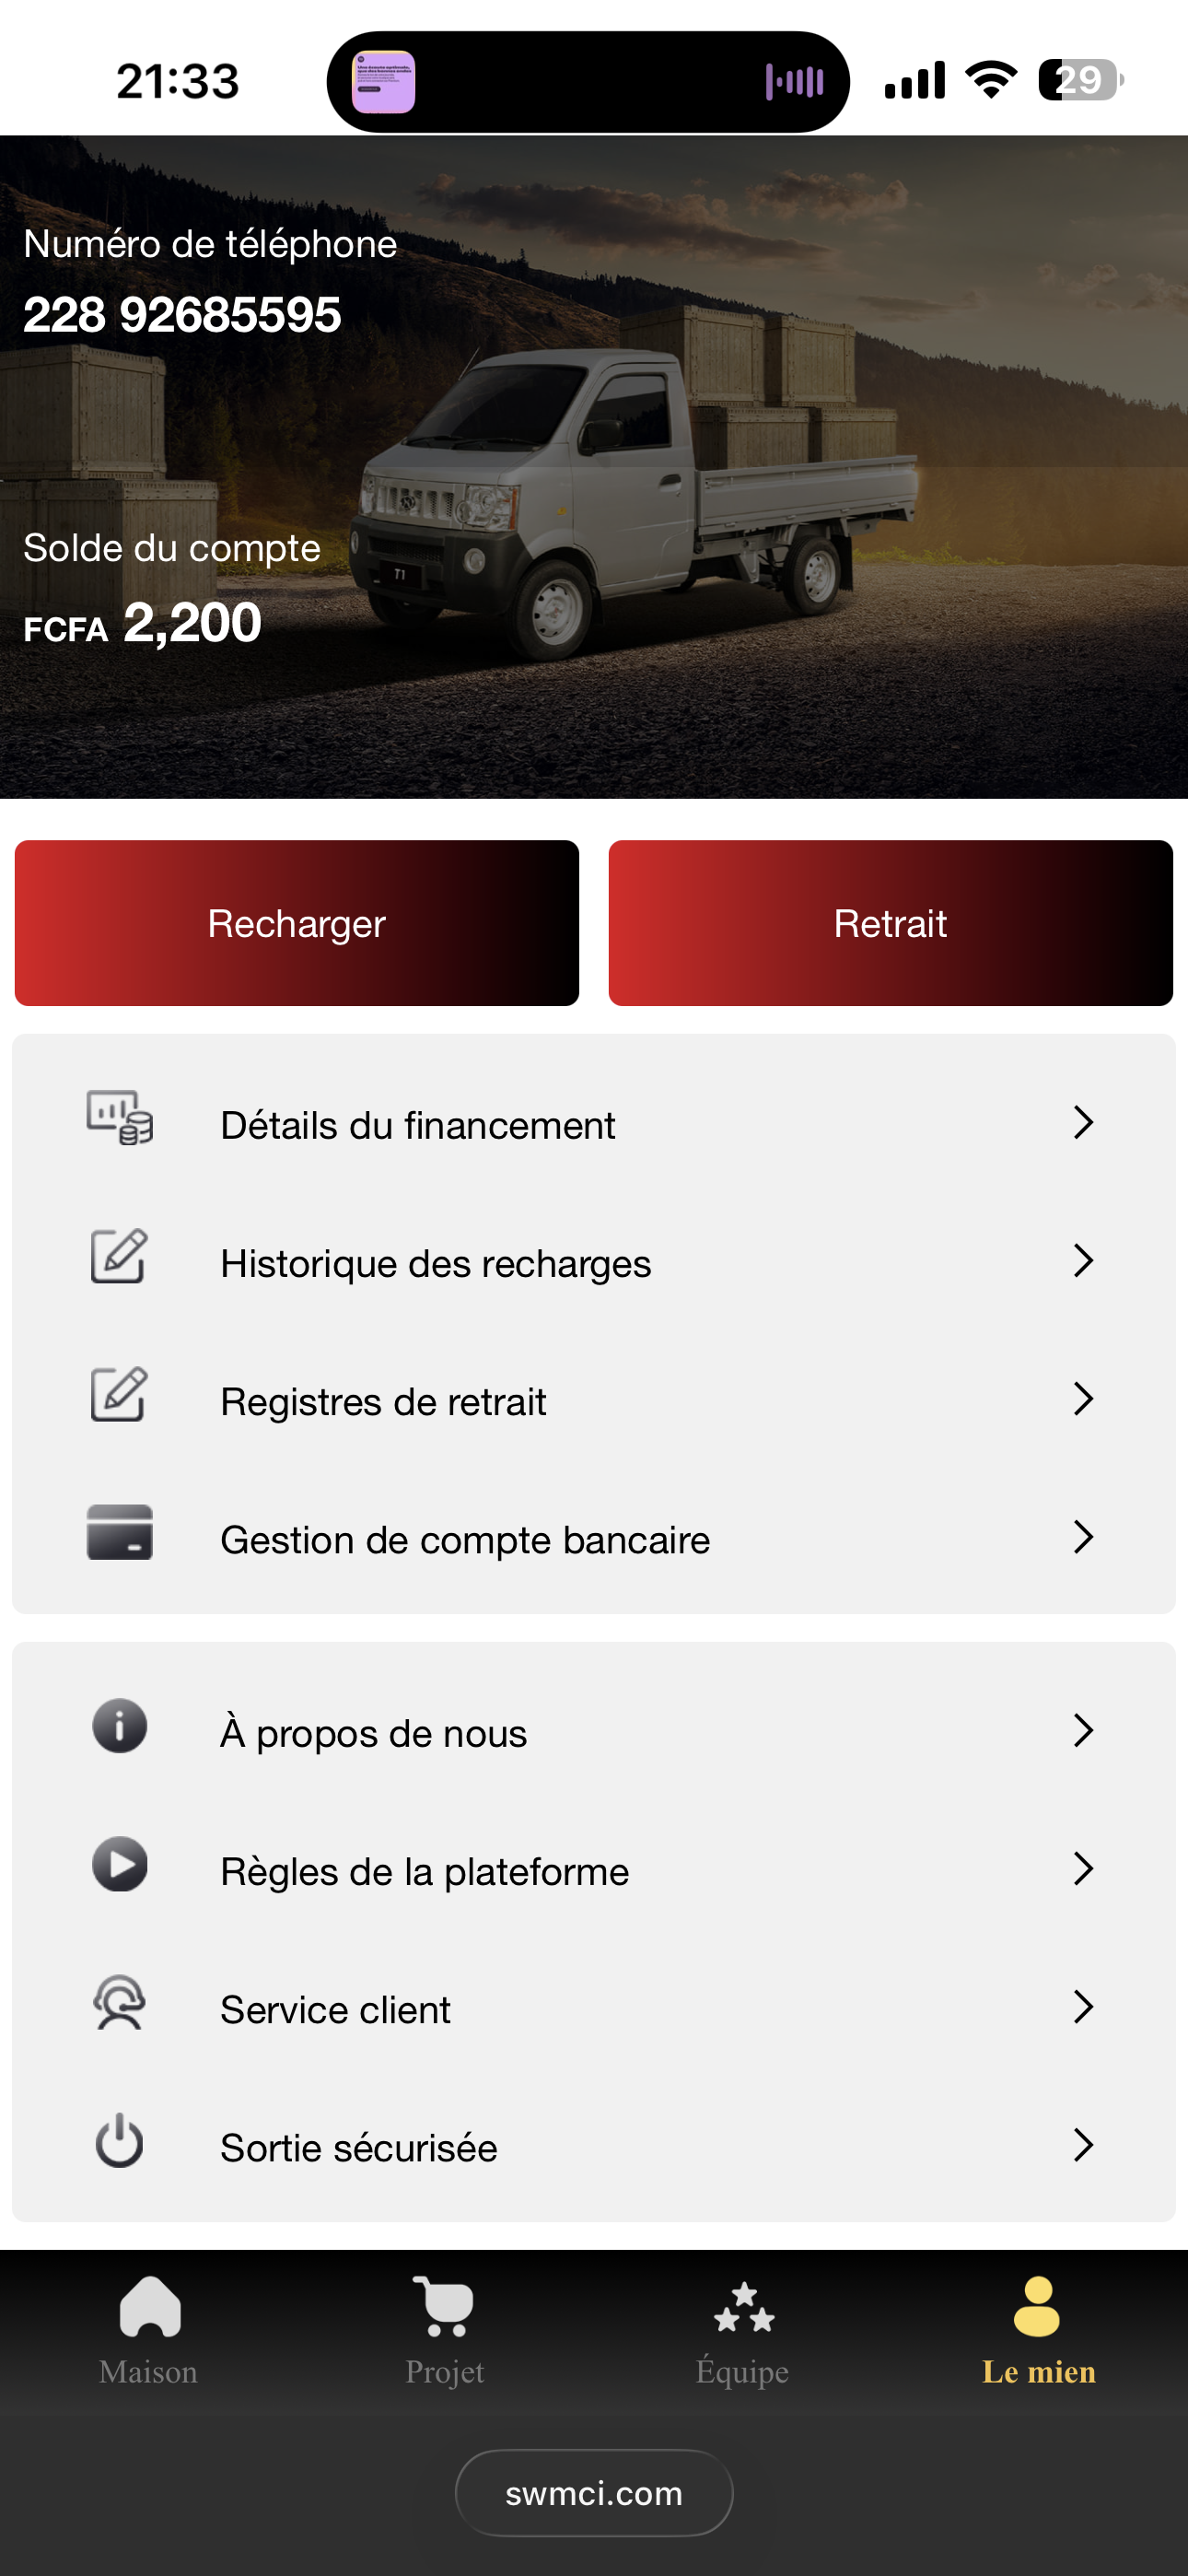 21:33
29
Numéro de téléphone
228 92685595
Solde du compte
FCFA 2,200
T1
Recharger
Retrait
Détails du financement
Historique des recharges
Registres de retrait
Gestion de compte bancaire
À propos de nous
Règles de la plateforme
Service client
Sortie sécurisée
Maison
Projet
Équipe
Le mien
swmci.com